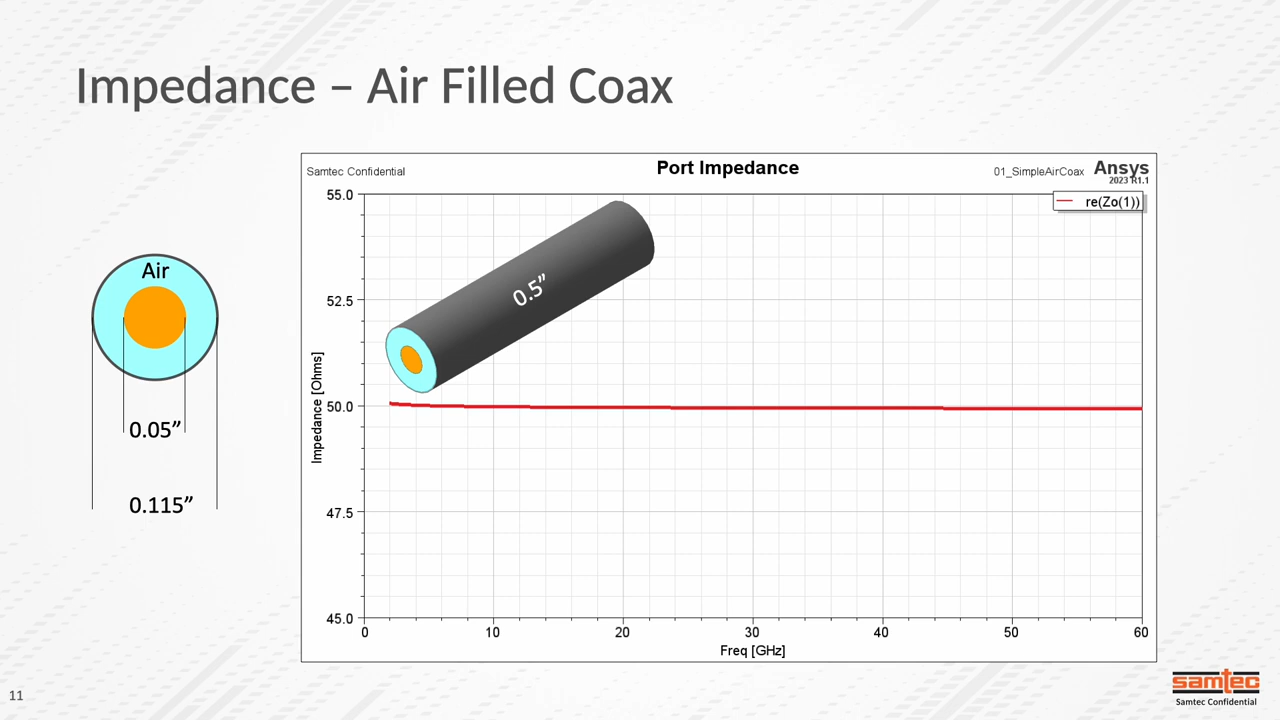 Impedance – Air Filled Coax
Samtec Confidential
Port Impedance
01_SimpleAirCoax
Ansys
2023 R1.1
re(Zo(1))
55.0
52.5
50.0
47.5
45.0
Impedance [Ohms]
0 10 20 30 40 50 60
Freq [GHz]
0.5”
Air
0.05”
0.115”
11
samtec
Samtec Confidential